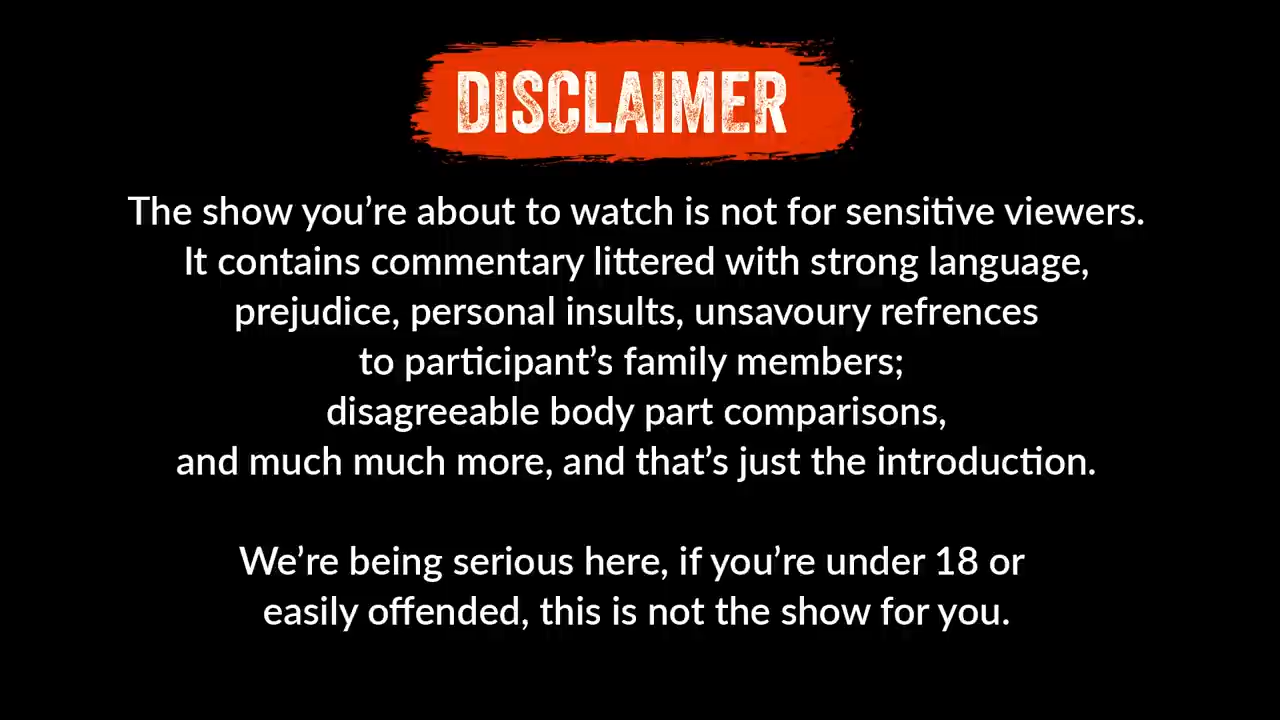 DISCLAIMER
The show you’re about to watch is not for sensitive viewers.
It contains commentary littered with strong language,
prejudice, personal insults, unsavoury refrences
to participant’s family members;
disagreeable body part comparisons,
and much much more, and that’s just the introduction.
We’re being serious here, if you’re under 18 or
easily offended, this is not the show for you.